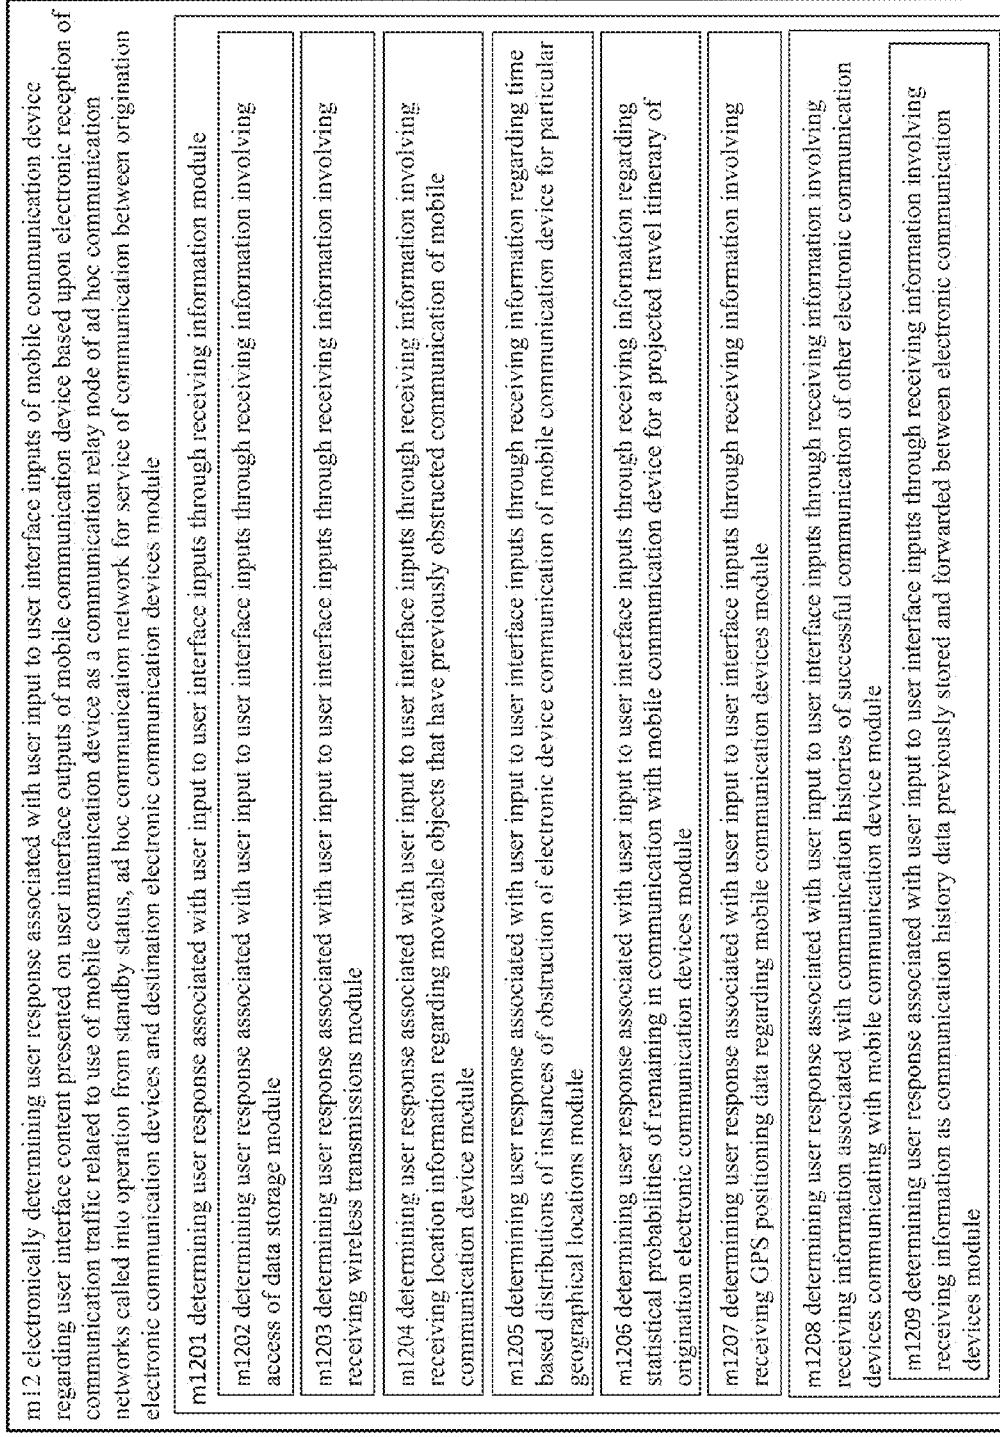 m12 electronically determining user response associated with user input to user interface inputs of mobile communication device
regarding user interface content presented on user interface outputs of mobile communication device based upon electronic reception of
communication traffic related to use of mobile communication device as a communication relay node of ad hoc communication
networks called into operation from standby status, ad hoc communication network for service of communication between origination
electronic communication devices and destination electronic communication devices module
m1201 determining user response associated with user input to user interface inputs through receiving information module
m1202 determining user response associated with user input to user interface inputs through receiving information involving
access of data storage module
m1203 determining user response associated with user input to user interface inputs through receiving information involving
receiving wireless transmissions module
m1204 determining user response associated with user input to user interface inputs through receiving information involving
receiving location information regarding moveable objects that have previously obstructed communication of mobile
communication device module
m1205 determining user response associated with user input to user interface inputs through receiving information regarding time
based distributions of instances of obstruction of electronic device communication of mobile communication device for particular
geographical locations module
m1206 determining user response associated with user input to user interface inputs through receiving information regarding
statistical probabilities of remaining in communication with mobile communication device for a projected travel itinerary of
origination electronic communication devices module
m1207 determining user response associated with user input to user interface inputs through receiving information involving
receiving GPS positioning data regarding mobile communication devices module
m1208 determining user response associated with user input to user interface inputs through receiving information involving
receiving information associated with communication histories of successful communication of other electronic communication
devices communicating with mobile communication device module
m1209 determining user response associated with user input to user interface inputs through receiving information involving
receiving information as communication history data previously stored and forwarded between electronic communication
devices module